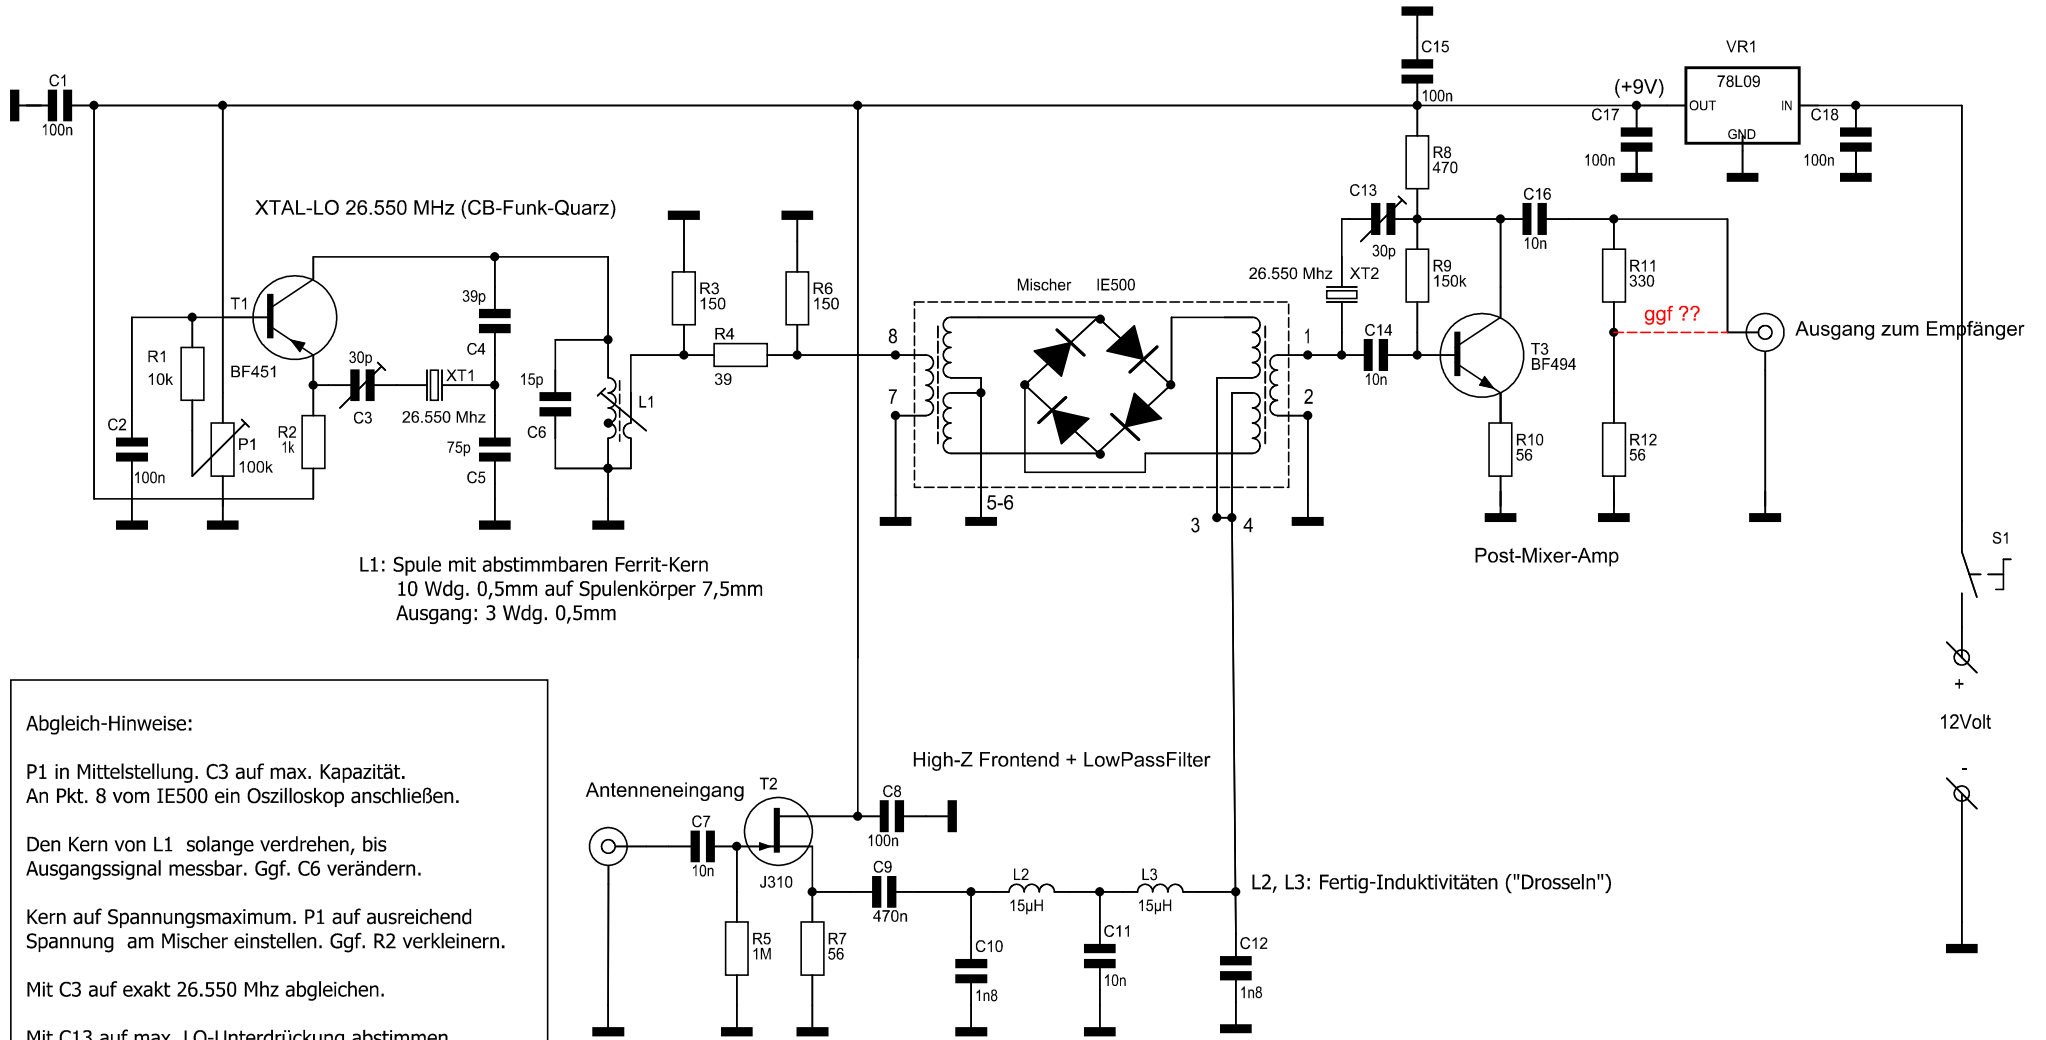 C1
100n
C15
100n
VR1
(+9V)
78L09
OUT
IN
GND
C17
100n
C18
100n
R8
470
C13
30p
C16
10n
XTAL-LO 26.550 MHz (CB-Funk-Quarz)
R3
150
R6
150
R4
39
T1
BF451
R1
10k
C2
100n
P1
100k
R2
1k
30p
C3
XT1
26.550 Mhz
39p
C4
75p
C5
15p
C6
L1
Mischer IE500
8
7
5-6
3
4
1
2
26.550 Mhz XT2
R9
150k
C14
10n
T3
BF494
R10
56
R11
330
ggf ??
R12
56
Ausgang zum Empfänger
Post-Mixer-Amp
S1
+
12Volt
-
L1: Spule mit abstimmbaren Ferrit-Kern
10 Wdg. 0,5mm auf Spulenkörper 7,5mm
Ausgang: 3 Wdg. 0,5mm
High-Z Frontend + LowPassFilter
Antenneneingang
T2
J310
C7
10n
C8
100n
C9
470n
R5
1M
R7
56
L2
15µH
L3
15µH
C10
1n8
C11
10n
C12
1n8
L2, L3: Fertig-Induktivitäten ("Drosseln")
Abgleich-Hinweise:
P1 in Mittelstellung. C3 auf max. Kapazität.
An Pkt. 8 vom IE500 ein Oszilloskop anschließen.
Den Kern von L1 solange verdrehen, bis
Ausgangssignal messbar. Ggf. C6 verändern.
Kern auf Spannungsmaximum. P1 auf ausreichend
Spannung am Mischer einstellen. Ggf. R2 verkleinern.
Mit C3 auf exakt 26.550 Mhz abgleichen.
Mit C13 auf max. LO-Unterdrückung abstimmen